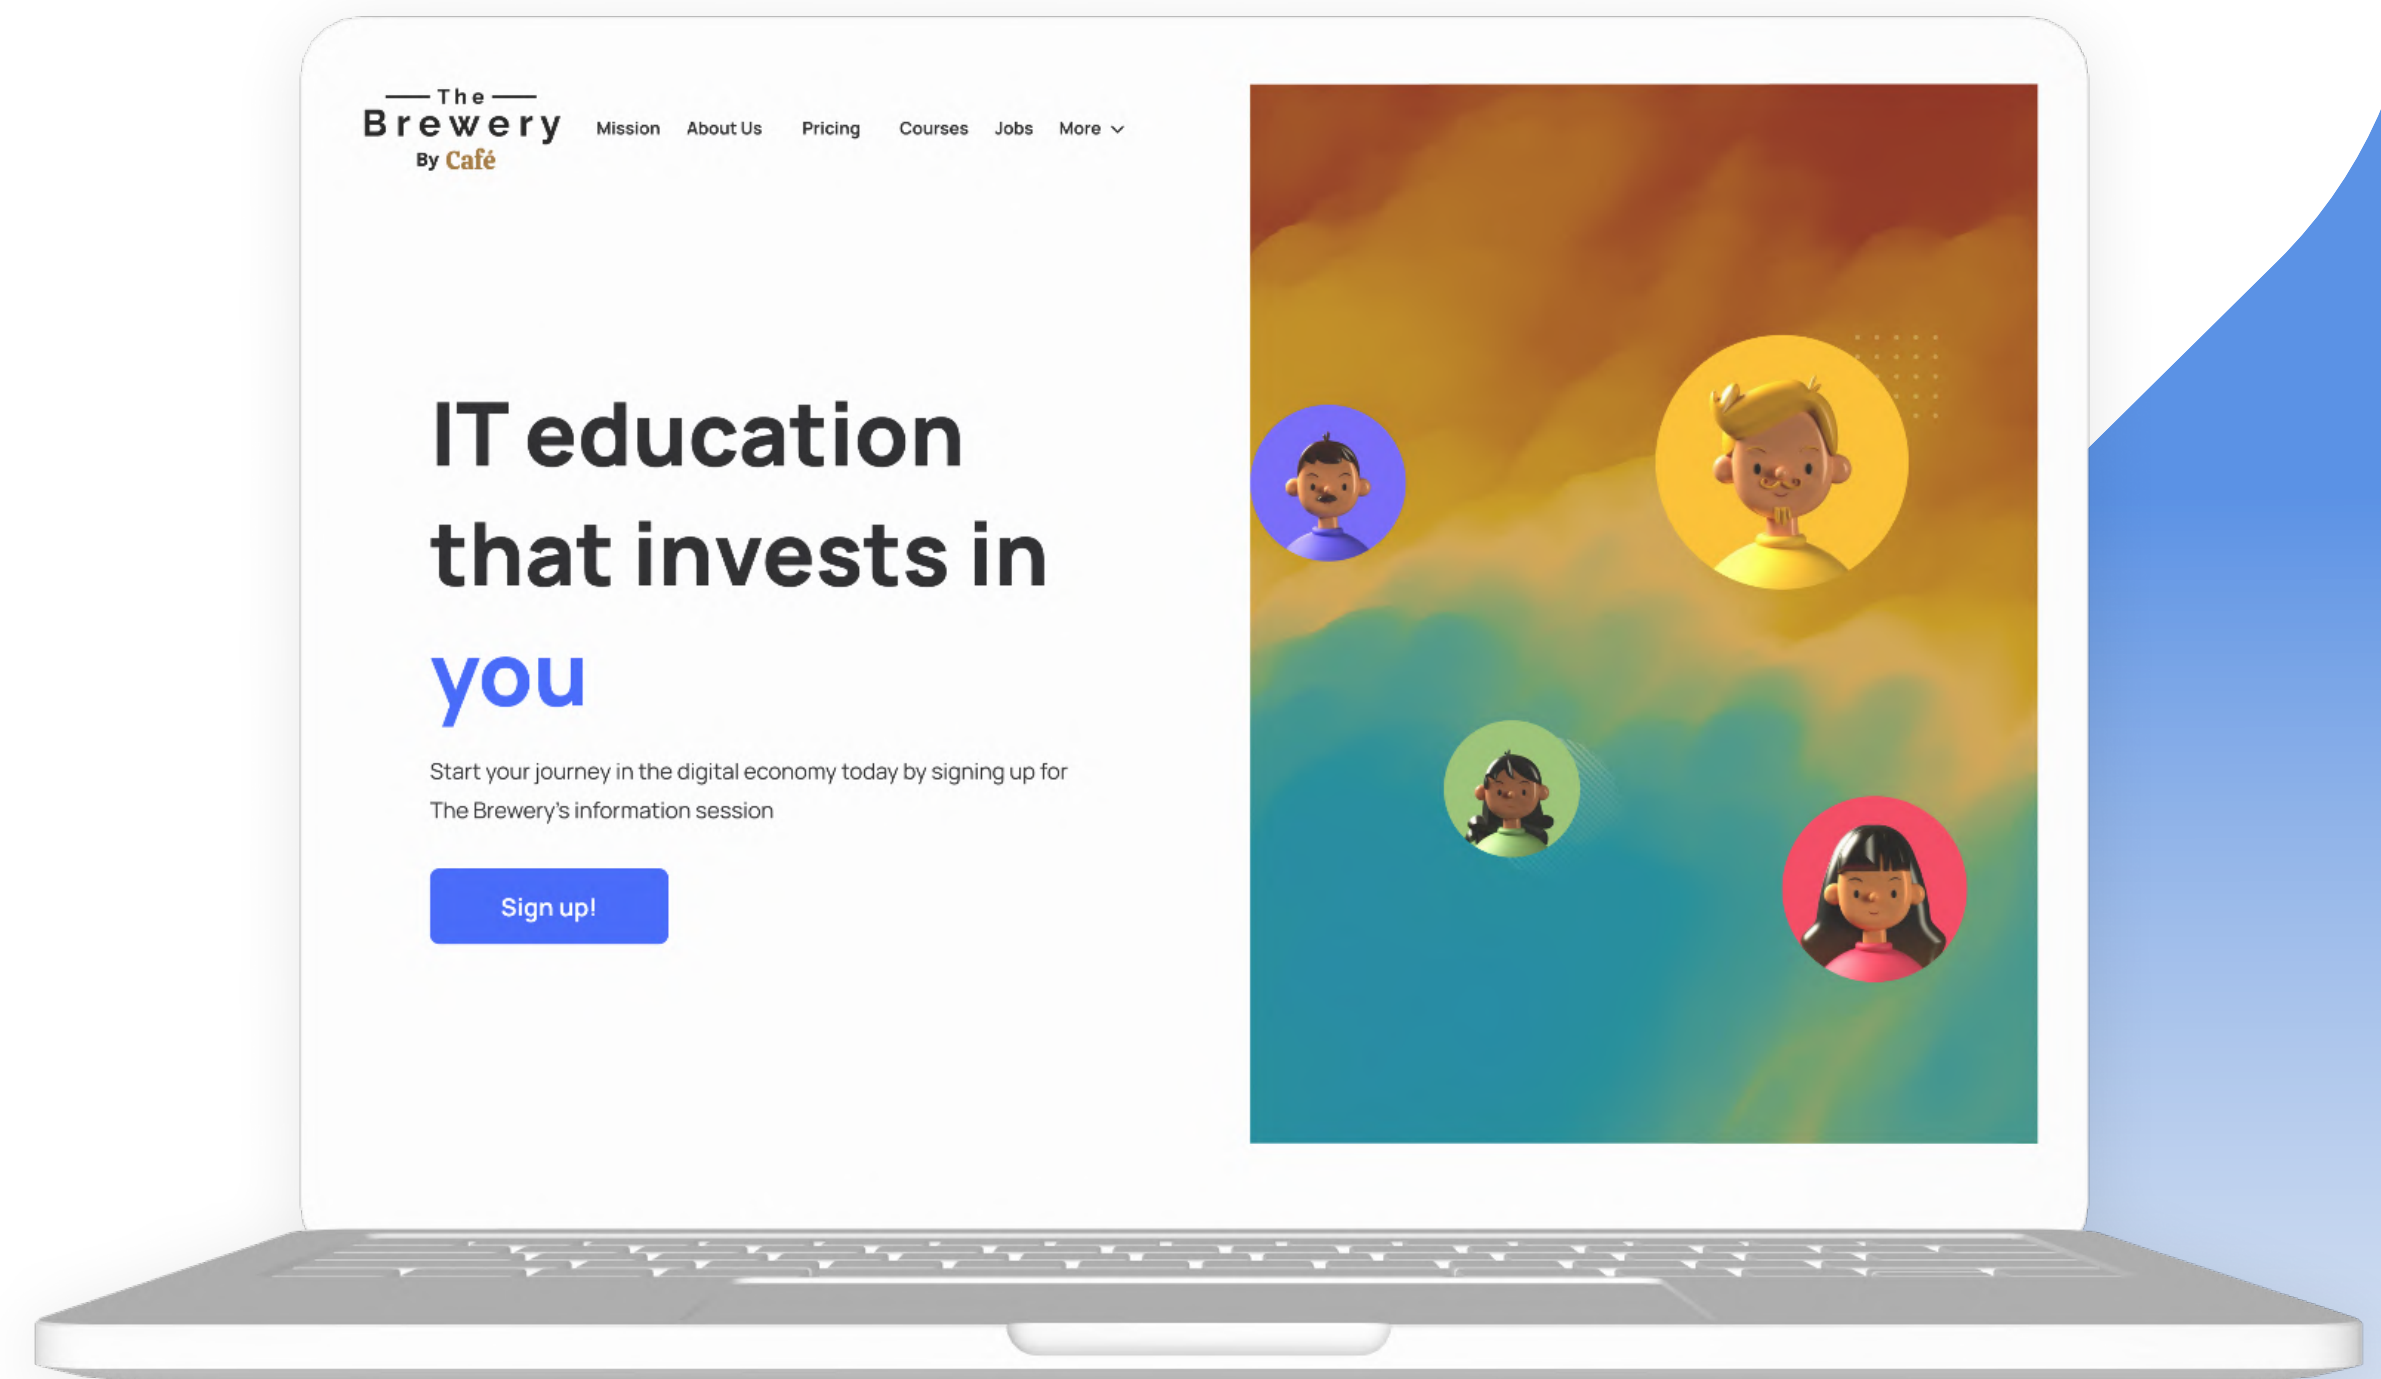 The
Brewery
By Café
Mission About Us Pricing Courses Jobs More
IT education
that invests in
you
Start your journey in the digital economy today by signing up for
The Brewery's information session
Sign up!